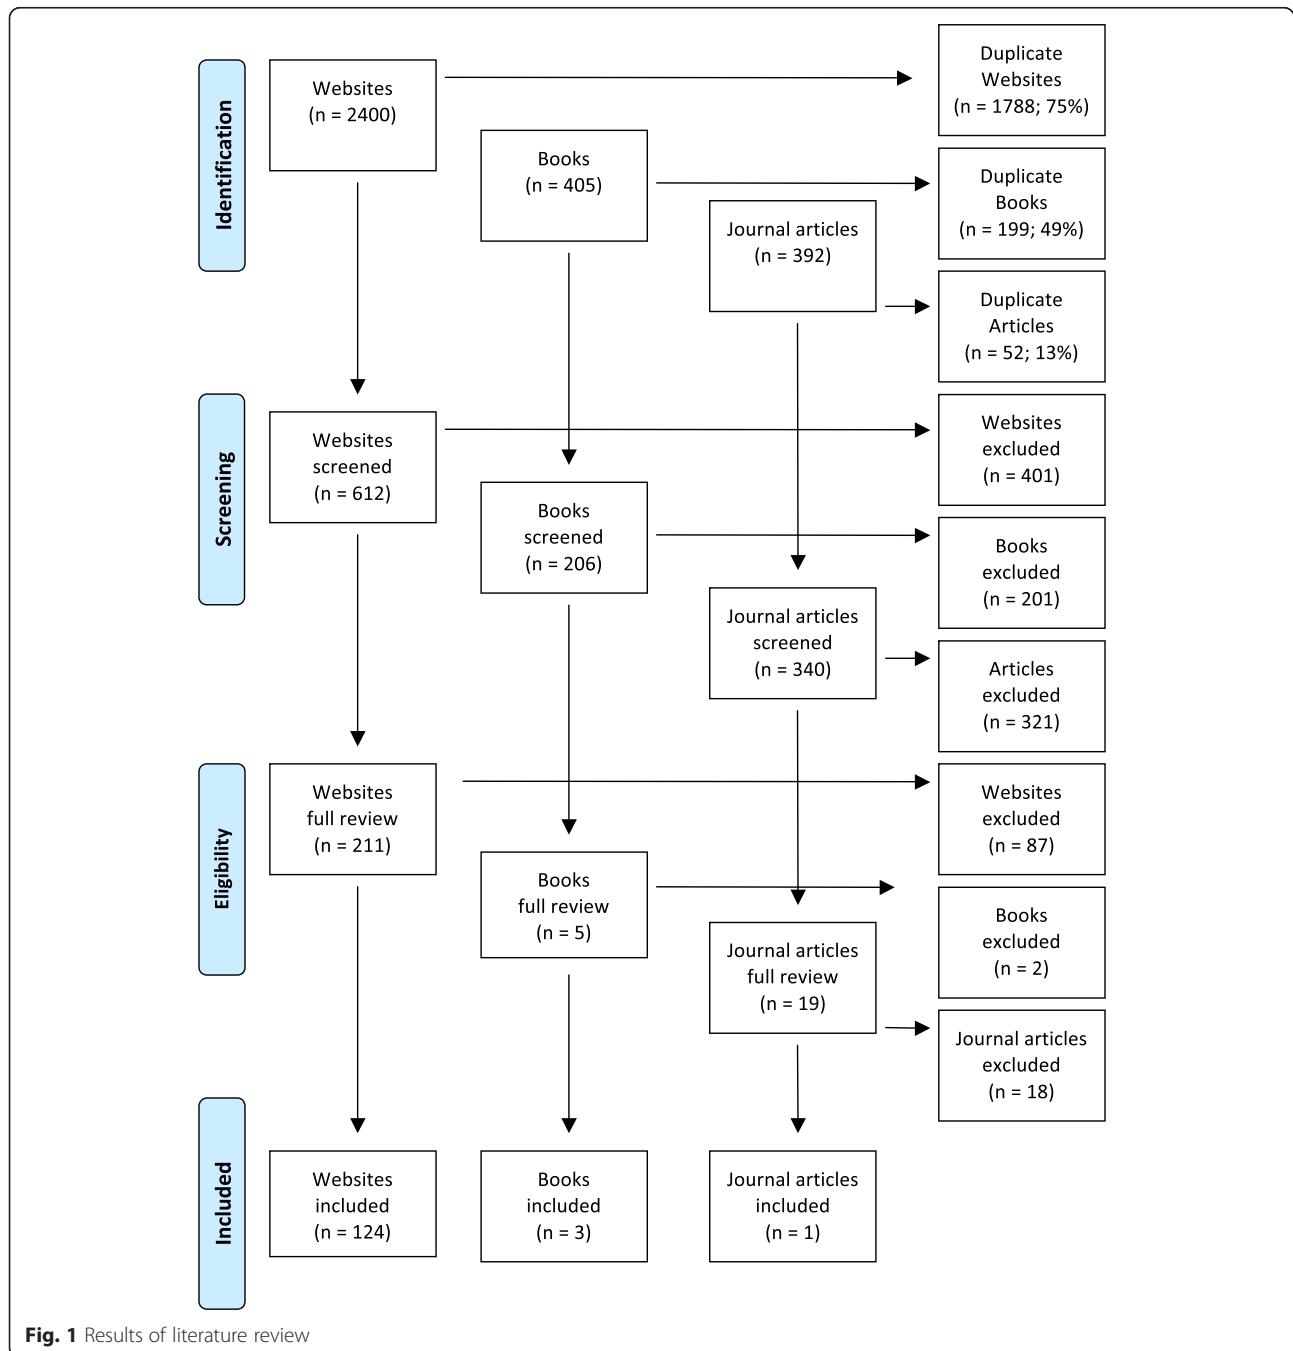 Identification
Websites
(n = 2400)
Books
(n = 405)
Journal articles
(n = 392)
Duplicate
Websites
(n = 1788; 75%)
Duplicate
Books
(n = 199; 49%)
Duplicate
Articles
(n = 52; 13%)
Screening
Websites
screened
(n = 612)
Books
screened
(n = 206)
Journal articles
screened
(n = 340)
Websites
excluded
(n = 401)
Books
excluded
(n = 201)
Articles
excluded
(n = 321)
Eligibility
Websites
full review
(n = 211)
Books
full review
(n = 5)
Journal articles
full review
(n = 19)
Websites
excluded
(n = 87)
Books
excluded
(n = 2)
Journal articles
excluded
(n = 18)
Included
Websites
included
(n = 124)
Books
included
(n = 3)
Journal articles
included
(n = 1)
Fig. 1 Results of literature review